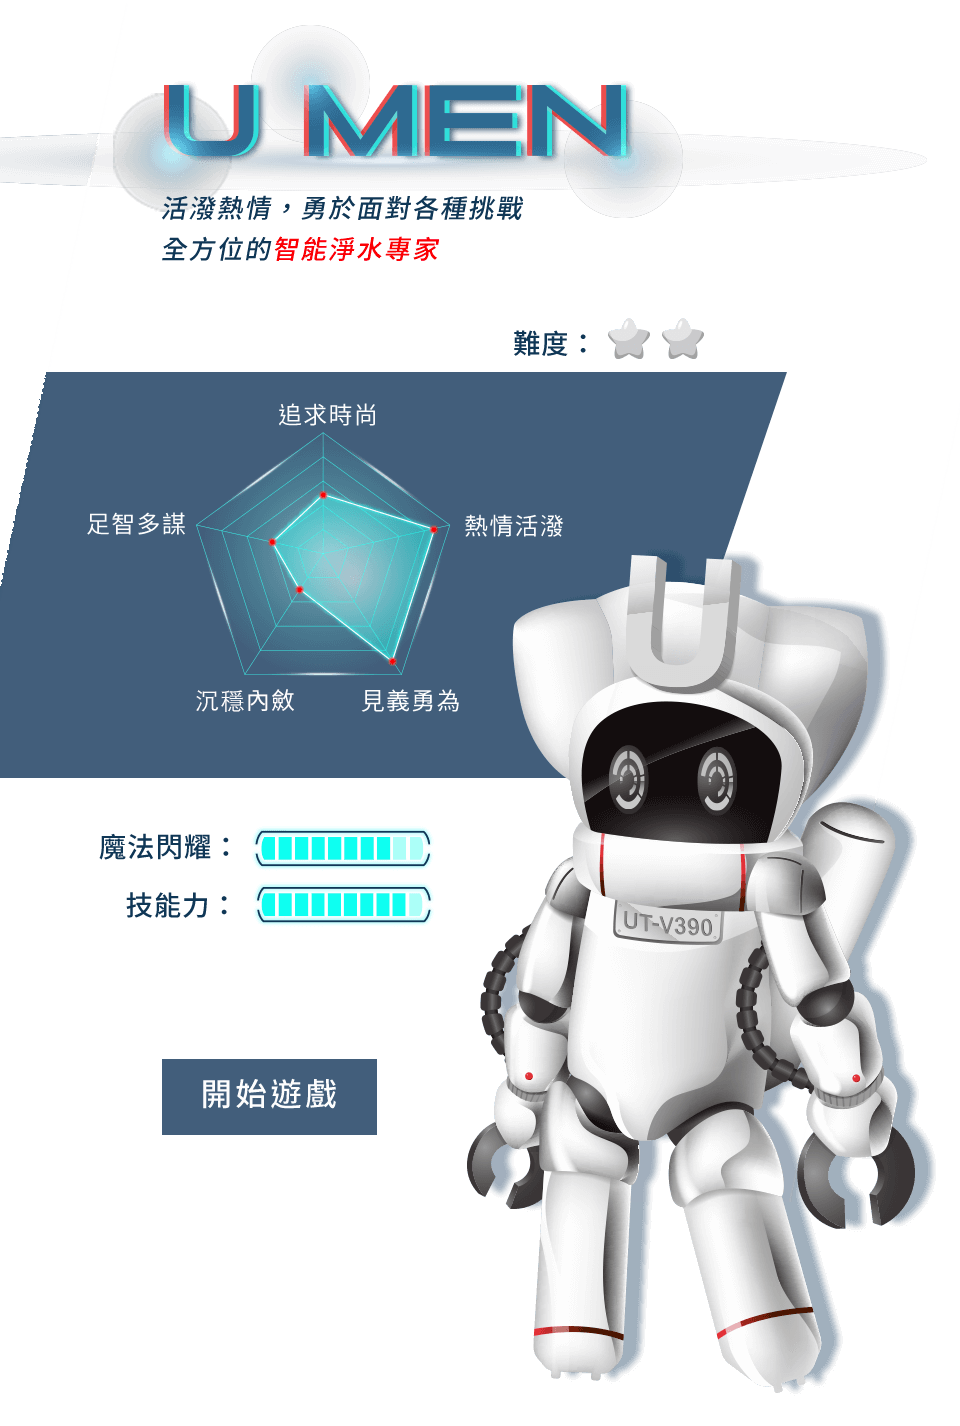 U MEN
活潑熱情，勇於面對各種挑戰
全方位的智能淨水專家
難度：
追求時尚
足智多謀
熱情活潑
沉穩內斂
見義勇為
魔法閃耀：
技能力：
UT-V390
開始遊戲
U